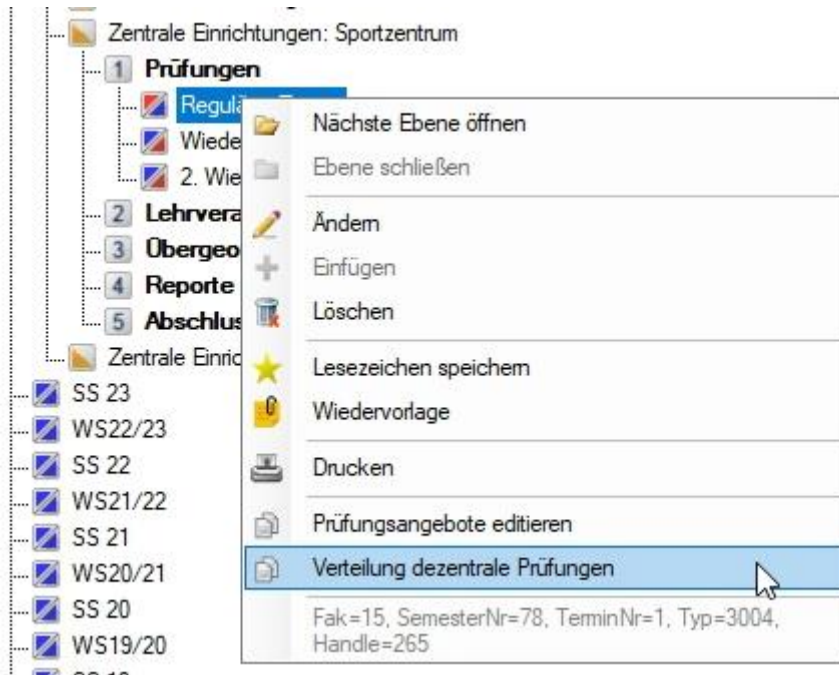 Zentrale Einrichtungen: Sportzentrum
1 Prüfungen
Wiede
2. Wie
2 Lehrvera
3 Übergeo
4 Reporte
5 Abschlus
Zentrale Einric
SS 23
WS22/23
SS 22
WS21/22
SS 21
WS20/21
SS 20
WS19/20
Nächste Ebene öffnen
Ebene schließen
Ändern
Einfügen
Löschen
Lesezeichen speichern
Wiedervorlage
Drucken
Prüfungsangebote editieren
Verteilung dezentrale Prüfungen
Fak=15, SemesterNr=78, TerminNr=1, Typ=3004,
Handle=265